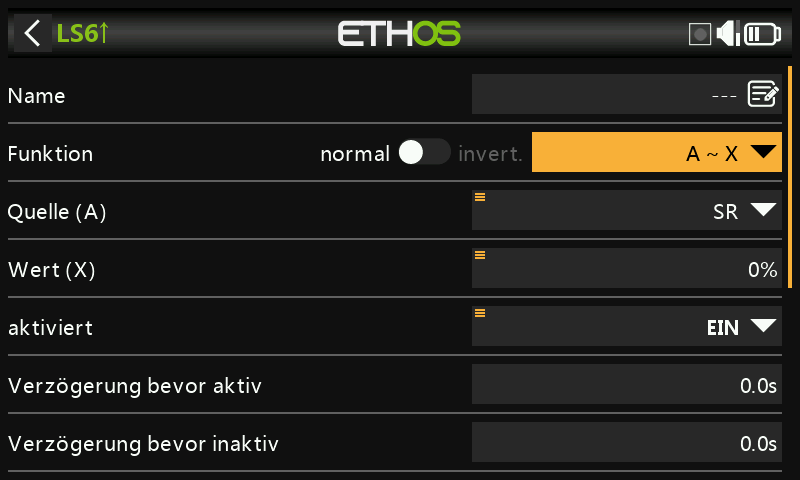 LS6↑ ETHOS
Name ---
Funktion normal invert. A ~ X
Quelle (A) SR
Wert (X) 0%
aktiviert EIN
Verzögerung bevor aktiv 0.0s
Verzögerung bevor inaktiv 0.0s